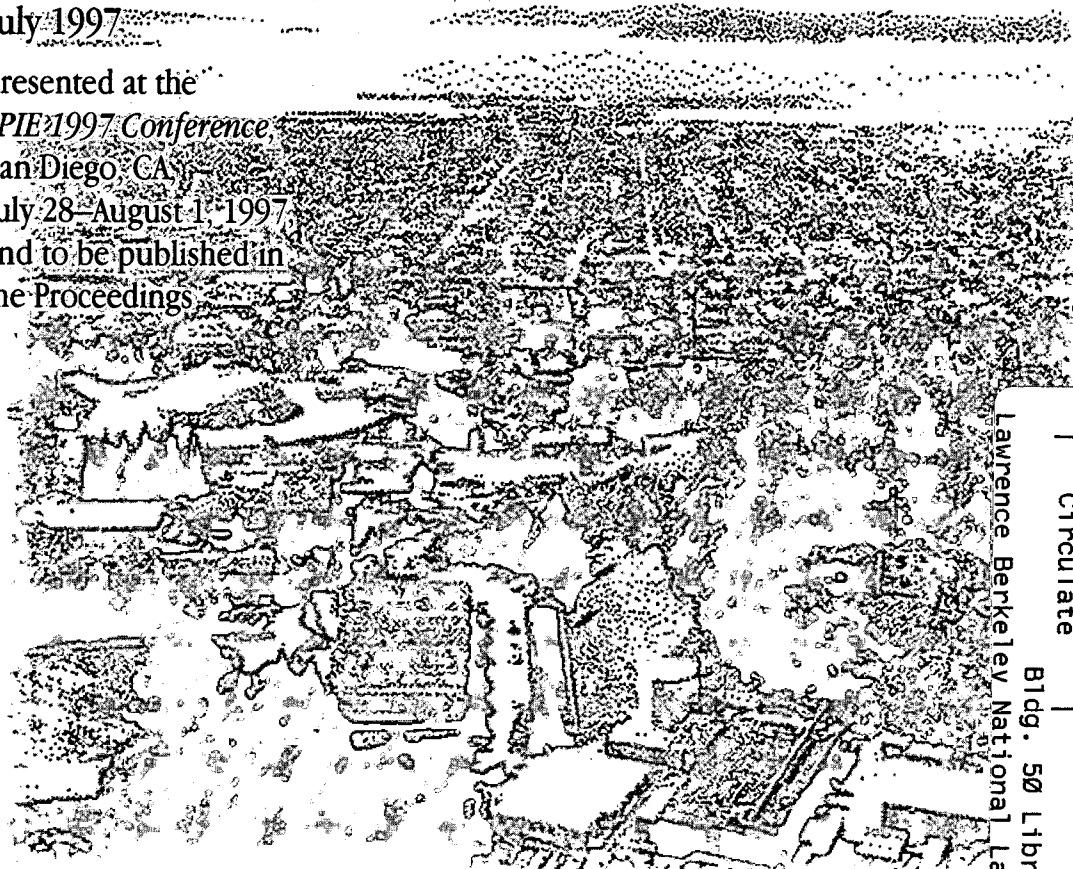 uly 1997
resented at the
PIE 1997 Conference,
an Diego, CA,
uly 28–August 1, 1997
nd to be published in
he Proceedings
Circulate
Bldg. 50 Libr
Lawrence Berkeley National La